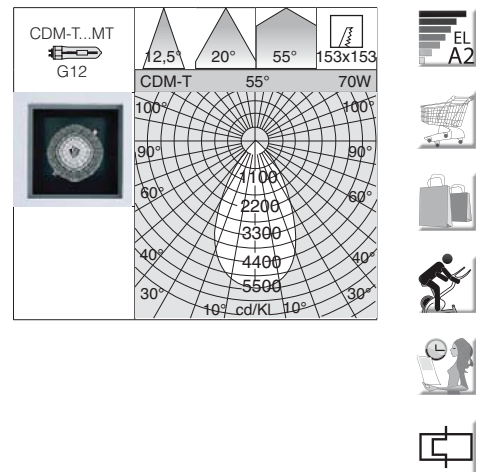 CDM-T...MT
G12
12,5° 20° 55° 153x153
CDM-T 55° 70W
100° 100°
90° 90°
1100
60° 60°
2200
3300
40° 40°
4400
5500
30° 30°
10° cd/KL 10°
EL
A2